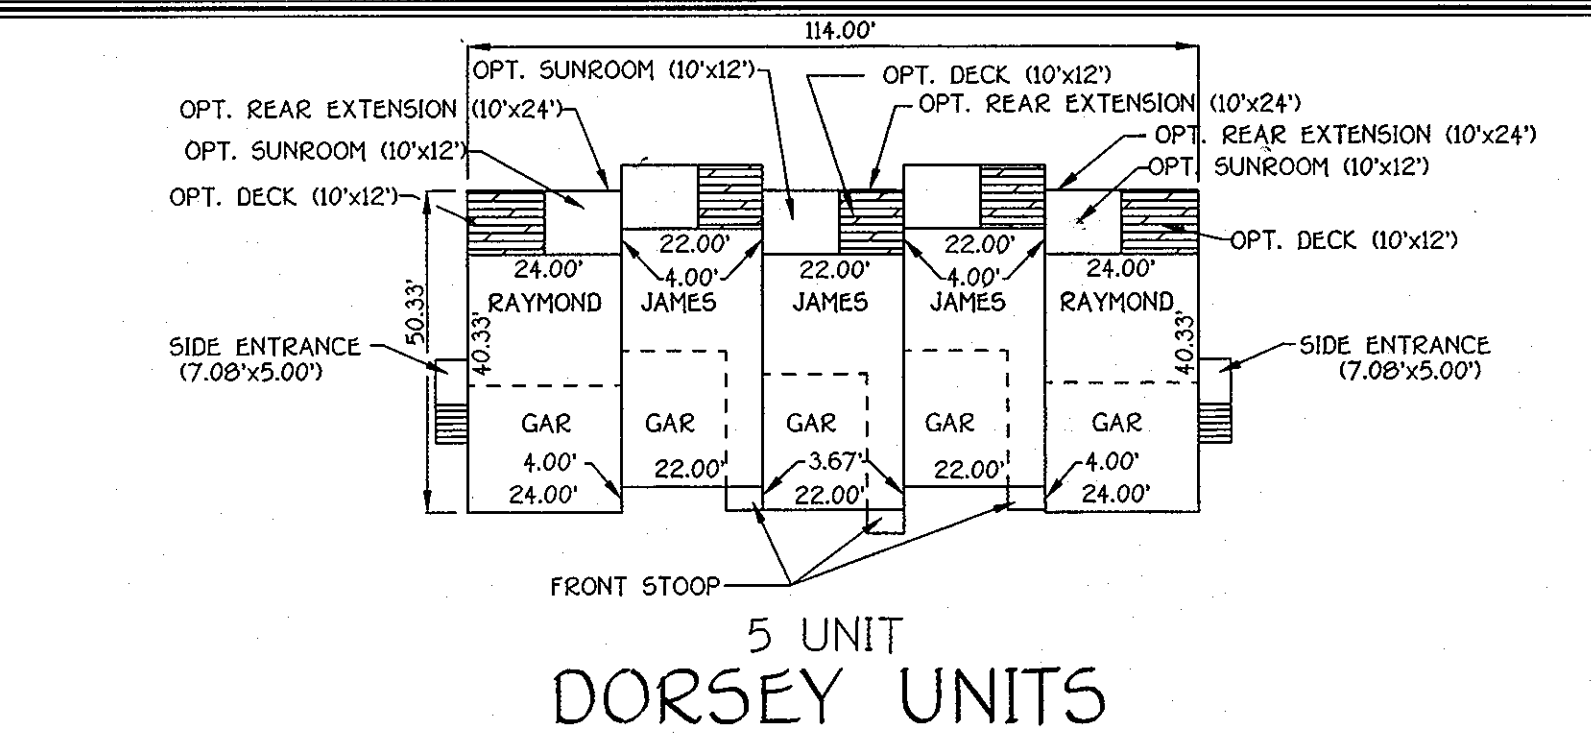 114.00'
OPT. SUNROOM (10'x12')
OPT. DECK (10'x12')
OPT. REAR EXTENSION (10'x24')
OPT. REAR EXTENSION (10'x24')
OPT. REAR EXTENSION (10'x24')
OPT. SUNROOM (10'x12')
OPT. SUNROOM (10'x12')
OPT. DECK (10'x12')
OPT. DECK (10'x12')
22.00'
22.00'
24.00'
4.00'
22.00'
4.00'
24.00'
RAYMOND
JAMES
JAMES
JAMES
RAYMOND
50.33'
40.33'
40.33'
SIDE ENTRANCE
(7.08'x5.00')
SIDE ENTRANCE
(7.08'x5.00')
GAR
GAR
GAR
GAR
GAR
4.00'
22.00'
3.67'
22.00'
4.00'
24.00'
22.00'
24.00'
FRONT STOOP
5 UNIT
DORSEY UNITS